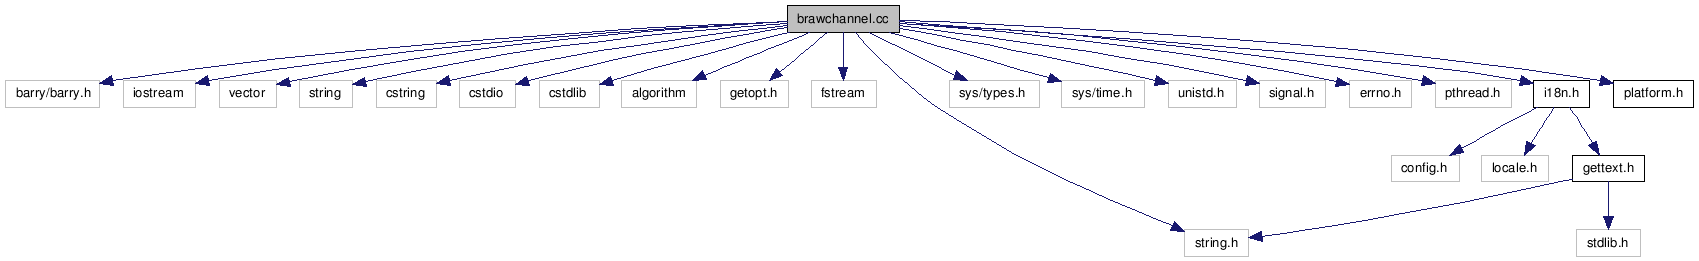 brawchannel.cc
barry/barry.h
iostream
vector
string
cstring
cstdio
cstdlib
algorithm
getopt.h
fstream
sys/types.h
sys/time.h
unistd.h
signal.h
errno.h
pthread.h
i18n.h
platform.h
config.h
locale.h
gettext.h
string.h
stdlib.h